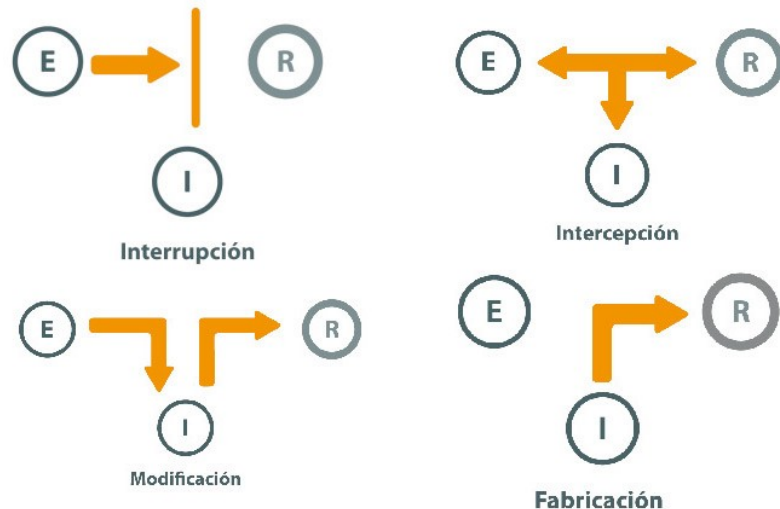 E
R
I
Interrupción
E
R
I
Intercepción
E
R
I
Modificación
E
R
I
Fabricación